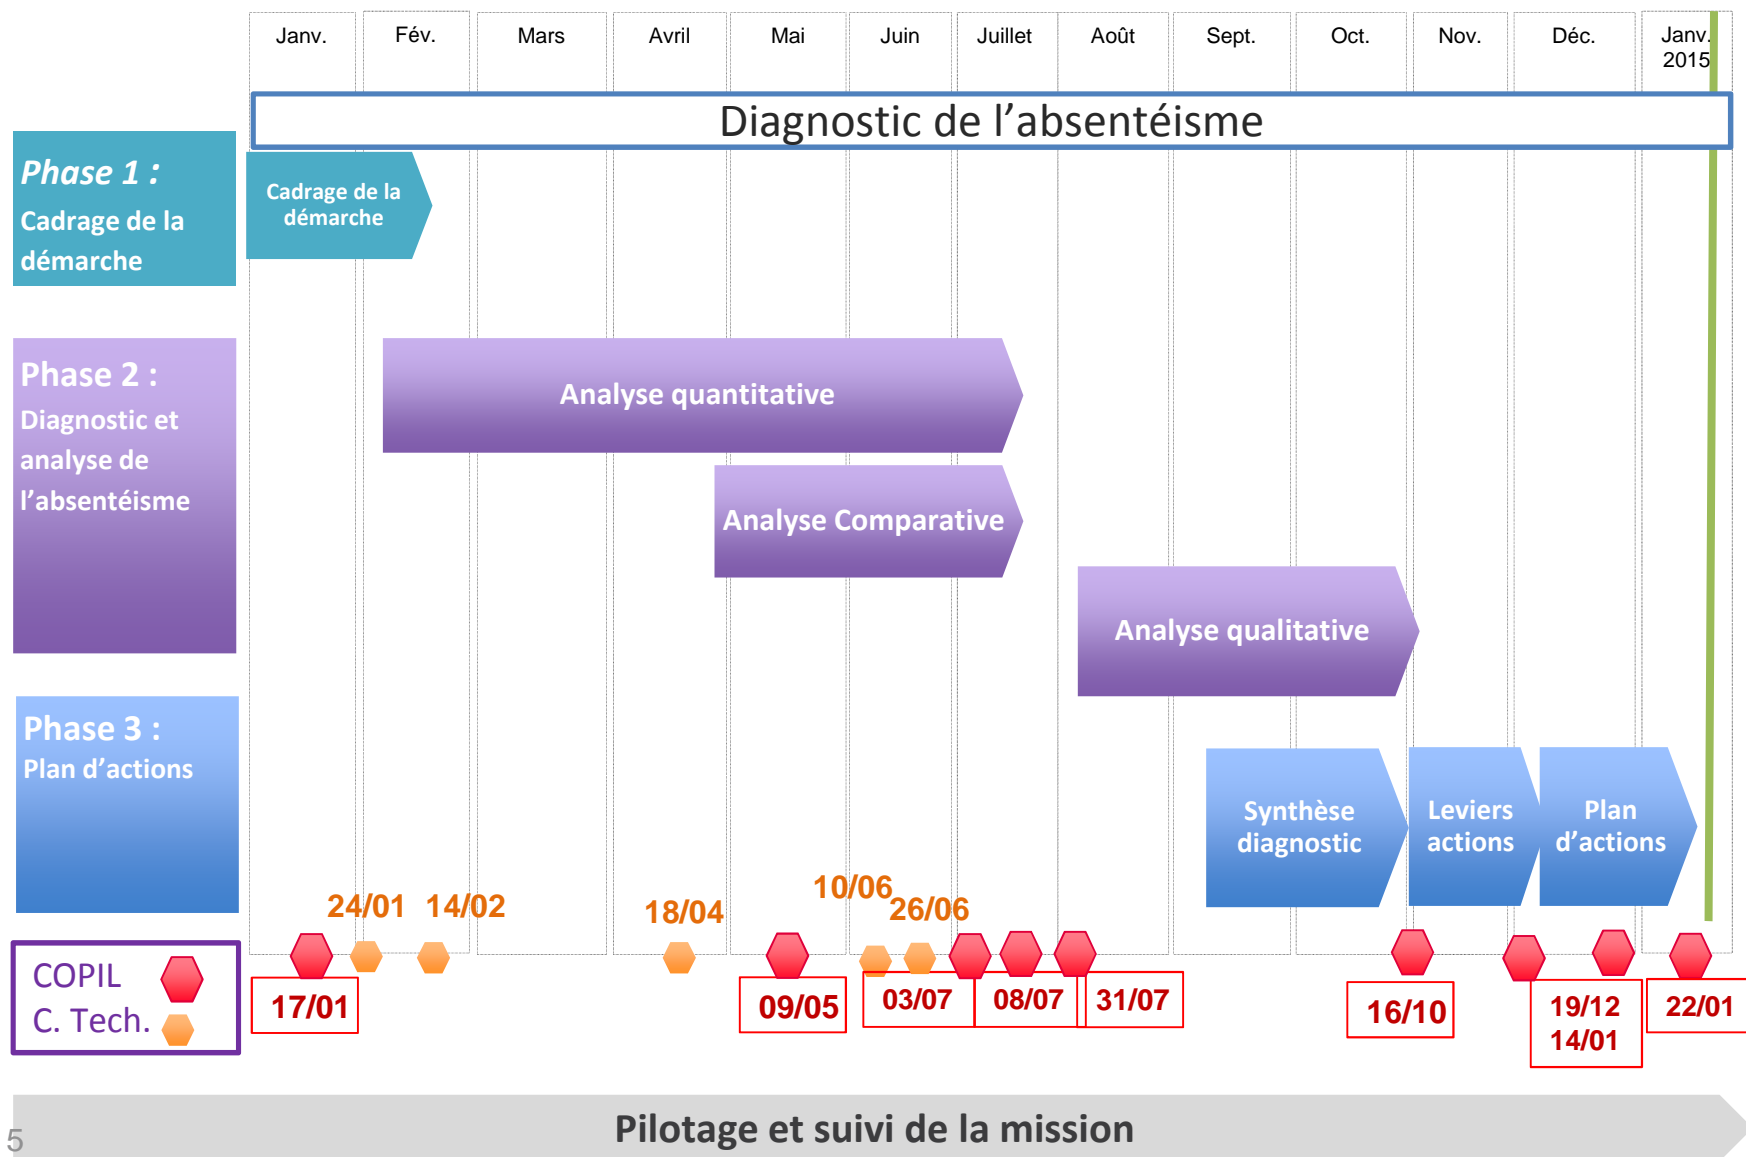 Janv.
Fév.
Mars
Avril
Mai
Juin
Juillet
Août
Sept.
Oct.
Nov.
Déc.
Janv.
2015
Diagnostic de l’absentéisme
Phase 1 :
Cadrage de la
démarche
Cadrage de la
démarche
Phase 2 :
Diagnostic et
analyse de
l’absentéisme
Analyse quantitative
Analyse Comparative
Analyse qualitative
Phase 3 :
Plan d’actions
Synthèse
diagnostic
Leviers
actions
Plan
d’actions
24/01
14/02
18/04
10/06
26/06
COPIL
C. Tech.
17/01
09/05
03/07
08/07
31/07
16/10
19/12
14/01
22/01
Pilotage et suivi de la mission
5